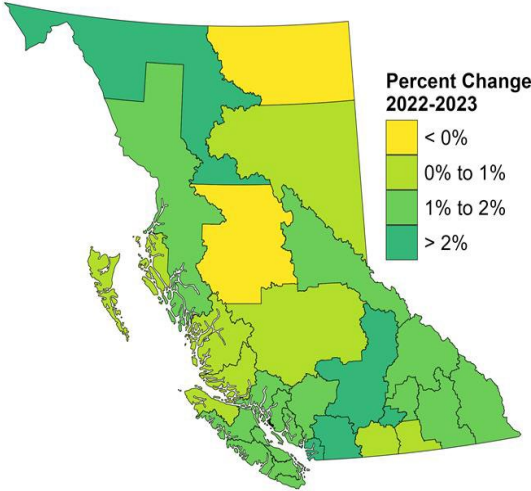 Percent Change
2022-2023
< 0%
0% to 1%
1% to 2%
> 2%